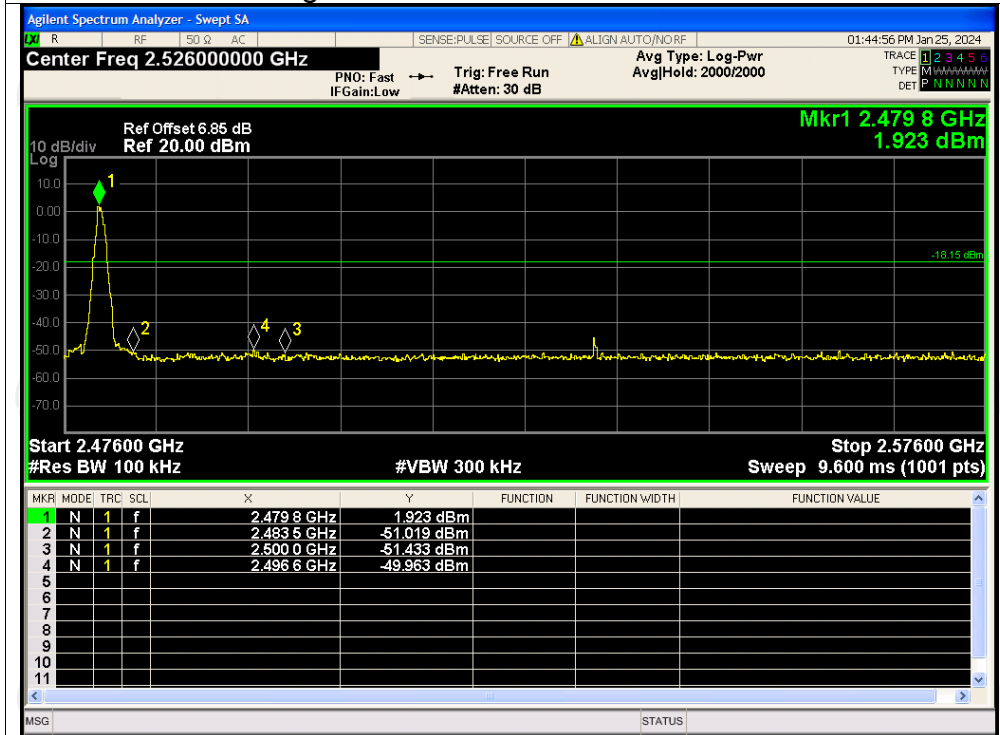 Agilent Spectrum Analyzer - Swept SA
LXI R RF 50 Ω AC SENSE:PULSE SOURCE OFF ALIGN AUTO/NO RF 01:44:56 PM Jan 25, 2024
Center Freq 2.526000000 GHz
PNO: Fast
IFGain:Low
Trig: Free Run
#Atten: 30 dB
Avg Type: Log-Pwr
Avg|Hold: 2000/2000
TRACE 1 2 3 4 5 6
TYPE M
DET P N N N N N
Mkr1 2.479 8 GHz
1.923 dBm
Ref Offset 6.85 dB
10 dB/div Ref 20.00 dBm
Log
10.0
0.00
-10.0
-20.0
-30.0
-40.0
-50.0
-60.0
-70.0
1
2
4
3
-18.15 dBm
Start 2.47600 GHz Stop 2.57600 GHz
#Res BW 100 kHz #VBW 300 kHz Sweep 9.600 ms (1001 pts)
MKR MODE TRC SCL X Y FUNCTION FUNCTION WIDTH FUNCTION VALUE
1 N 1 f 2.479 8 GHz 1.923 dBm
2 N 1 f 2.483 5 GHz -51.019 dBm
3 N 1 f 2.500 0 GHz -51.433 dBm
4 N 1 f 2.496 6 GHz -49.963 dBm
5
6
7
8
9
10
11
MSG STATUS